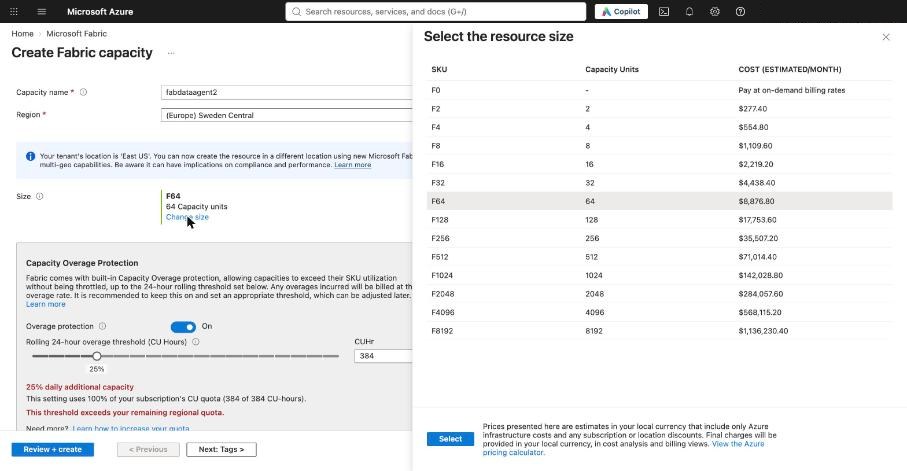 Microsoft Azure
Search resources, services, and docs (G+/)
Copilot
Home > Microsoft Fabric
Create Fabric capacity ...
Capacity name *
fabdataagent2
Region *
(Europe) Sweden Central
Your tenant's location is 'East US'. You can now create the resource in a different location using new Microsoft Fab
multi-geo capabilities. Be aware it can have implications on compliance and performance. Learn more
Size
F64
64 Capacity units
Change size
Capacity Overage Protection
Fabric comes with built-in Capacity Overage protection, allowing capacities to exceed their SKU utilization
without being throttled, up to the 24-hour rolling threshold set below. Any overages incurred will be billed at th
overage rate. It is recommended to keep this on and set an appropriate threshold, which can be adjusted later.
Learn more
Overage protection
On
Rolling 24-hour overage threshold (CU Hours)
CUHr
384
25%
25% daily additional capacity
This setting uses 100% of your subscription's CU quota (384 of 384 CU-hours).
This threshold exceeds your remaining regional quota.
Need more? Learn how to increase your quota
Review + create
< Previous
Next: Tags >
Select the resource size
SKU Capacity Units COST (ESTIMATED/MONTH)
F0 - Pay at on-demand billing rates
F2 2 $277.40
F4 4 $554.80
F8 8 $1,109.60
F16 16 $2,219.20
F32 32 $4,438.40
F64 64 $8,876.80
F128 128 $17,753.60
F256 256 $35,507.20
F512 512 $71,014.40
F1024 1024 $142,028.80
F2048 2048 $284,057.60
F4096 4096 $568,115.20
F8192 8192 $1,136,230.40
Select
Prices presented here are estimates in your local currency that include only Azure
infrastructure costs and any subscription or location discounts. Final charges will be
provided in your local currency, in cost analysis and billing views. View the Azure
pricing calculator.